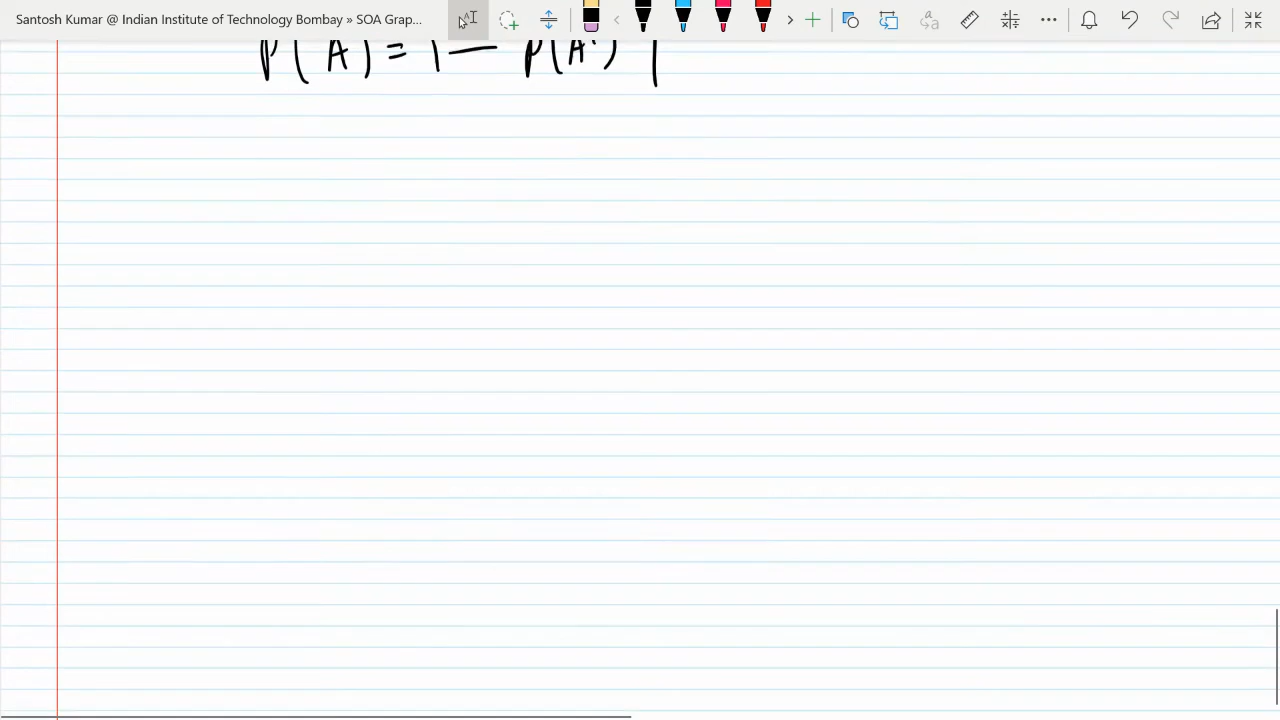 Santosh Kumar @ Indian Institute of Technology Bombay » SOA Grap...
P(A) = 1 — P(A')